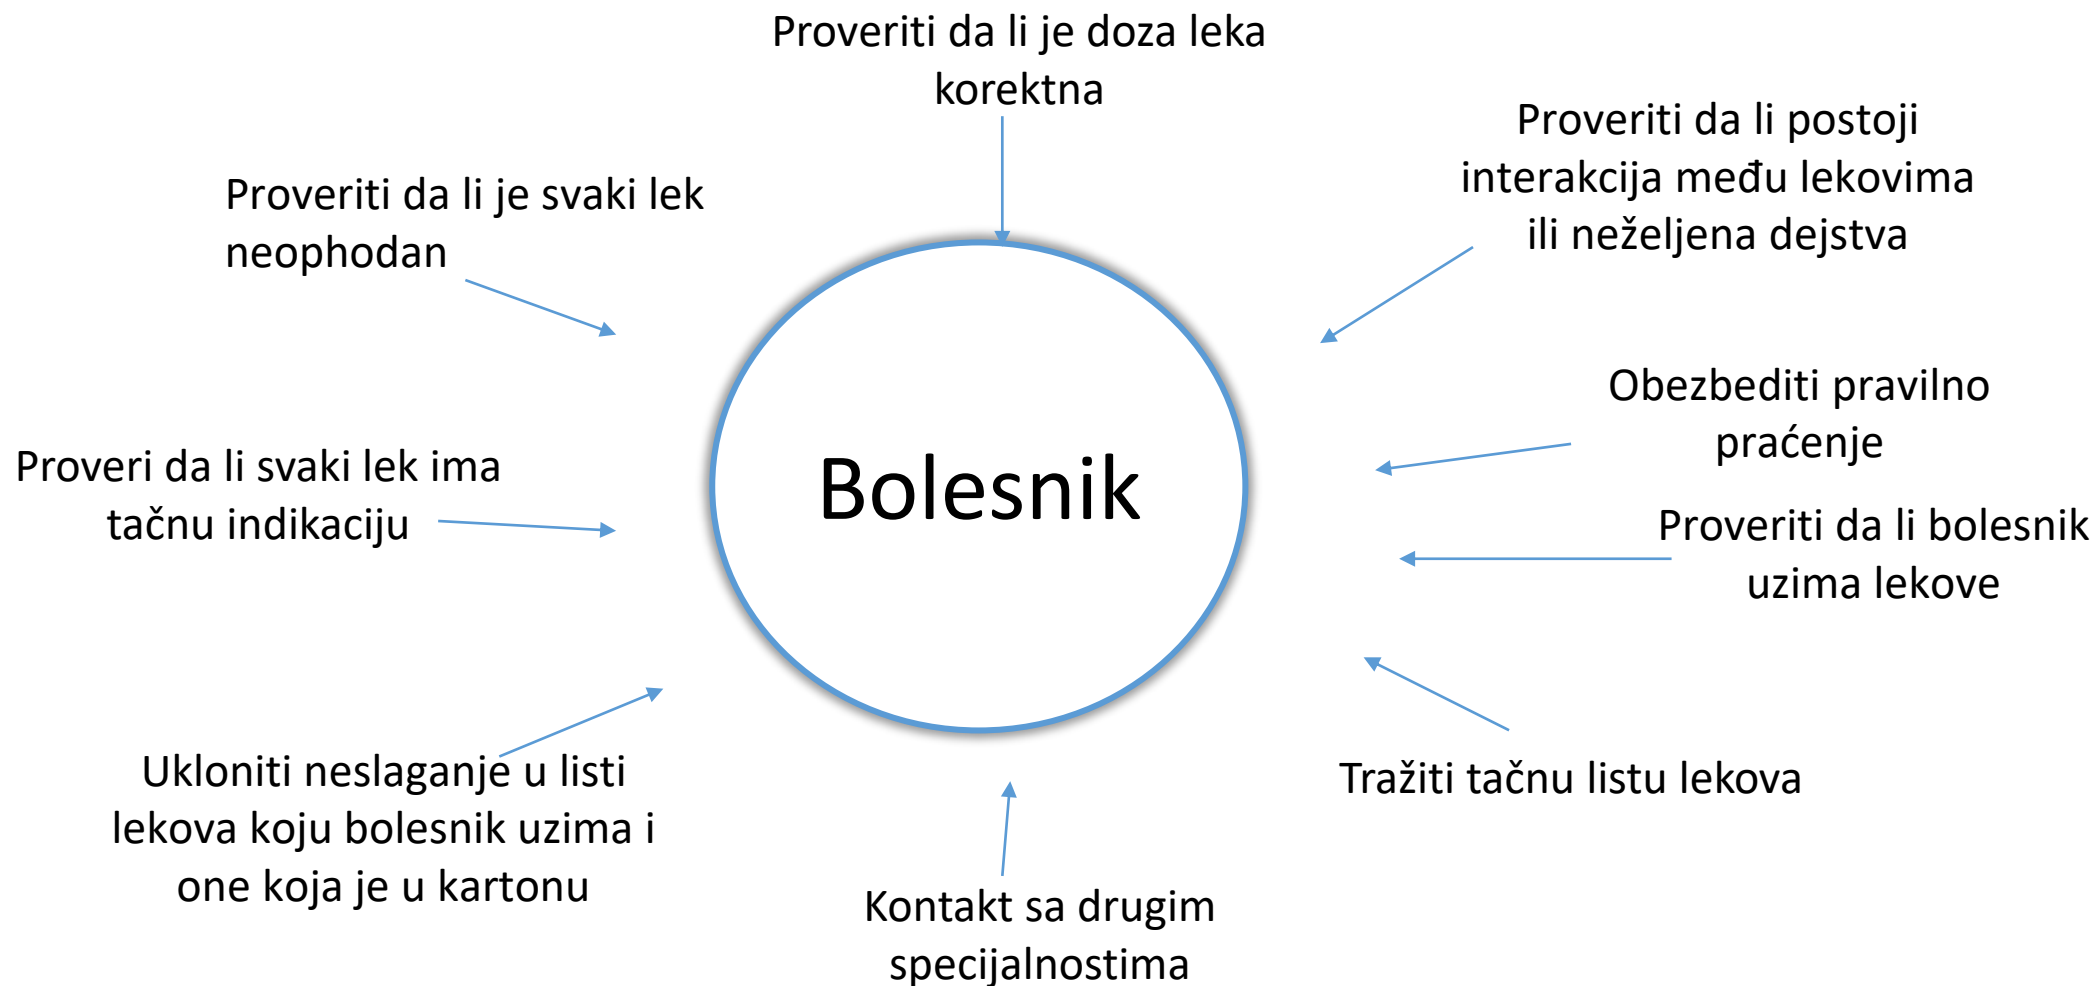 Proveriti da li je doza leka
korektna
Proveriti da li postoji
interakcija među lekovima
ili neželjena dejstva
Proveriti da li je svaki lek
neophodan
Obezbediti pravilno
praćenje
Proveri da li svaki lek ima
tačnu indikaciju
Bolesnik
Proveriti da li bolesnik
uzima lekove
Ukloniti neslaganje u listi
lekova koju bolesnik uzima i
one koja je u kartonu
Tražiti tačnu listu lekova
Kontakt sa drugim
specijalnostima